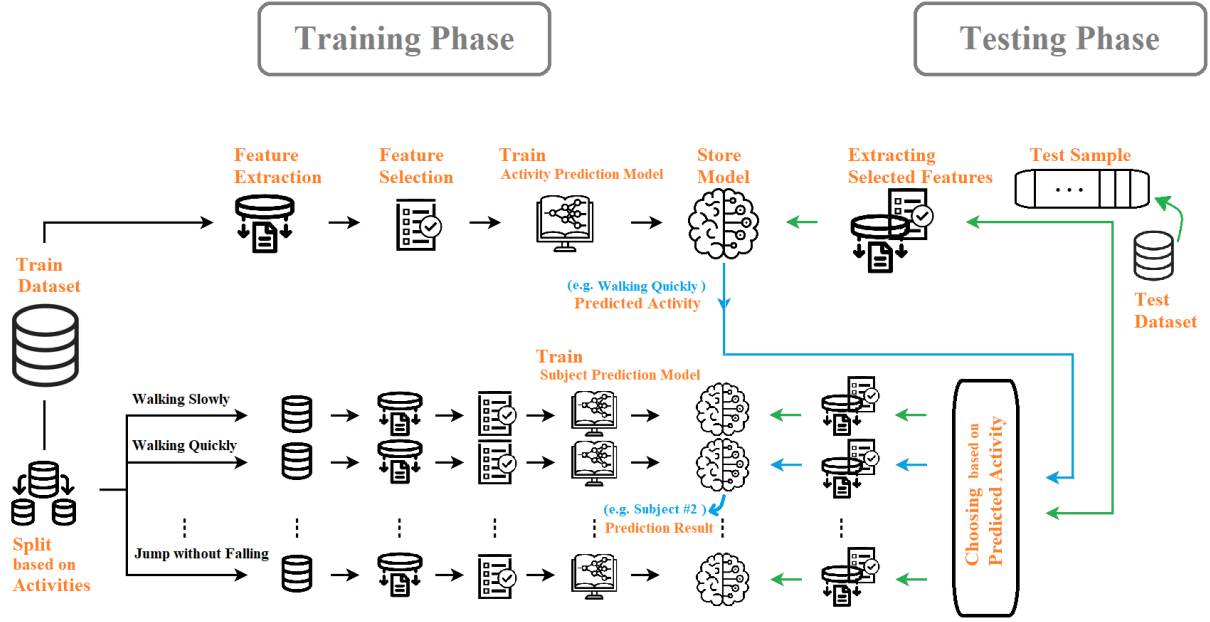 Training Phase
Testing Phase
Feature
Extraction
Feature
Selection
Train
Activity Prediction Model
Store
Model
Extracting
Selected Features
Test Sample
Train
Dataset
(e.g. Walking Quickly )
Predicted Activity
Test
Dataset
Train
Subject Prediction Model
Walking Slowly
Walking Quickly
Choosing based on
Predicted Activity
(e.g. Subject #2 )
Prediction Result
Split
based on
Activities
Jump without Falling